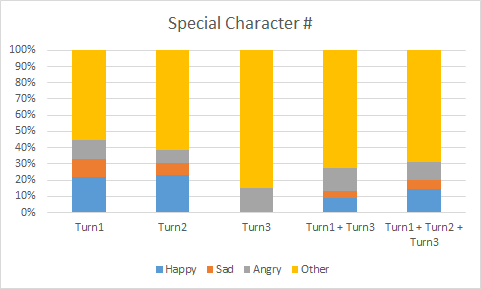 Special Character #
100%
90%
80%
70%
60%
50%
40%
30%
20%
10%
0%
Turn1 Turn2 Turn3 Turn1 + Turn3 Turn1 + Turn2 +
Turn3
Happy Sad Angry Other